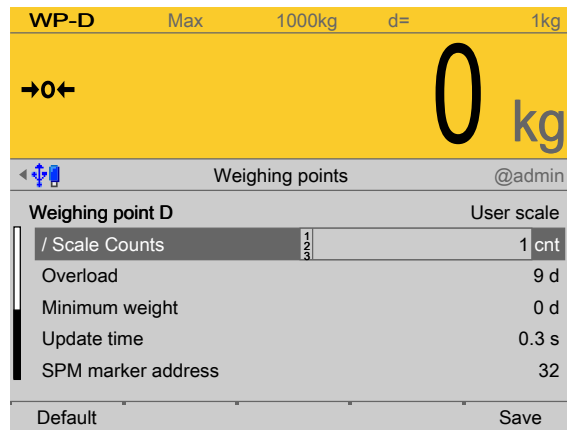 WP-D Max 1000kg d= 1kg
→0←
0 kg
Weighing points @admin
Weighing point D User scale
/ Scale Counts 1 2 3 1 cnt
Overload 9 d
Minimum weight 0 d
Update time 0.3 s
SPM marker address 32
Default Save